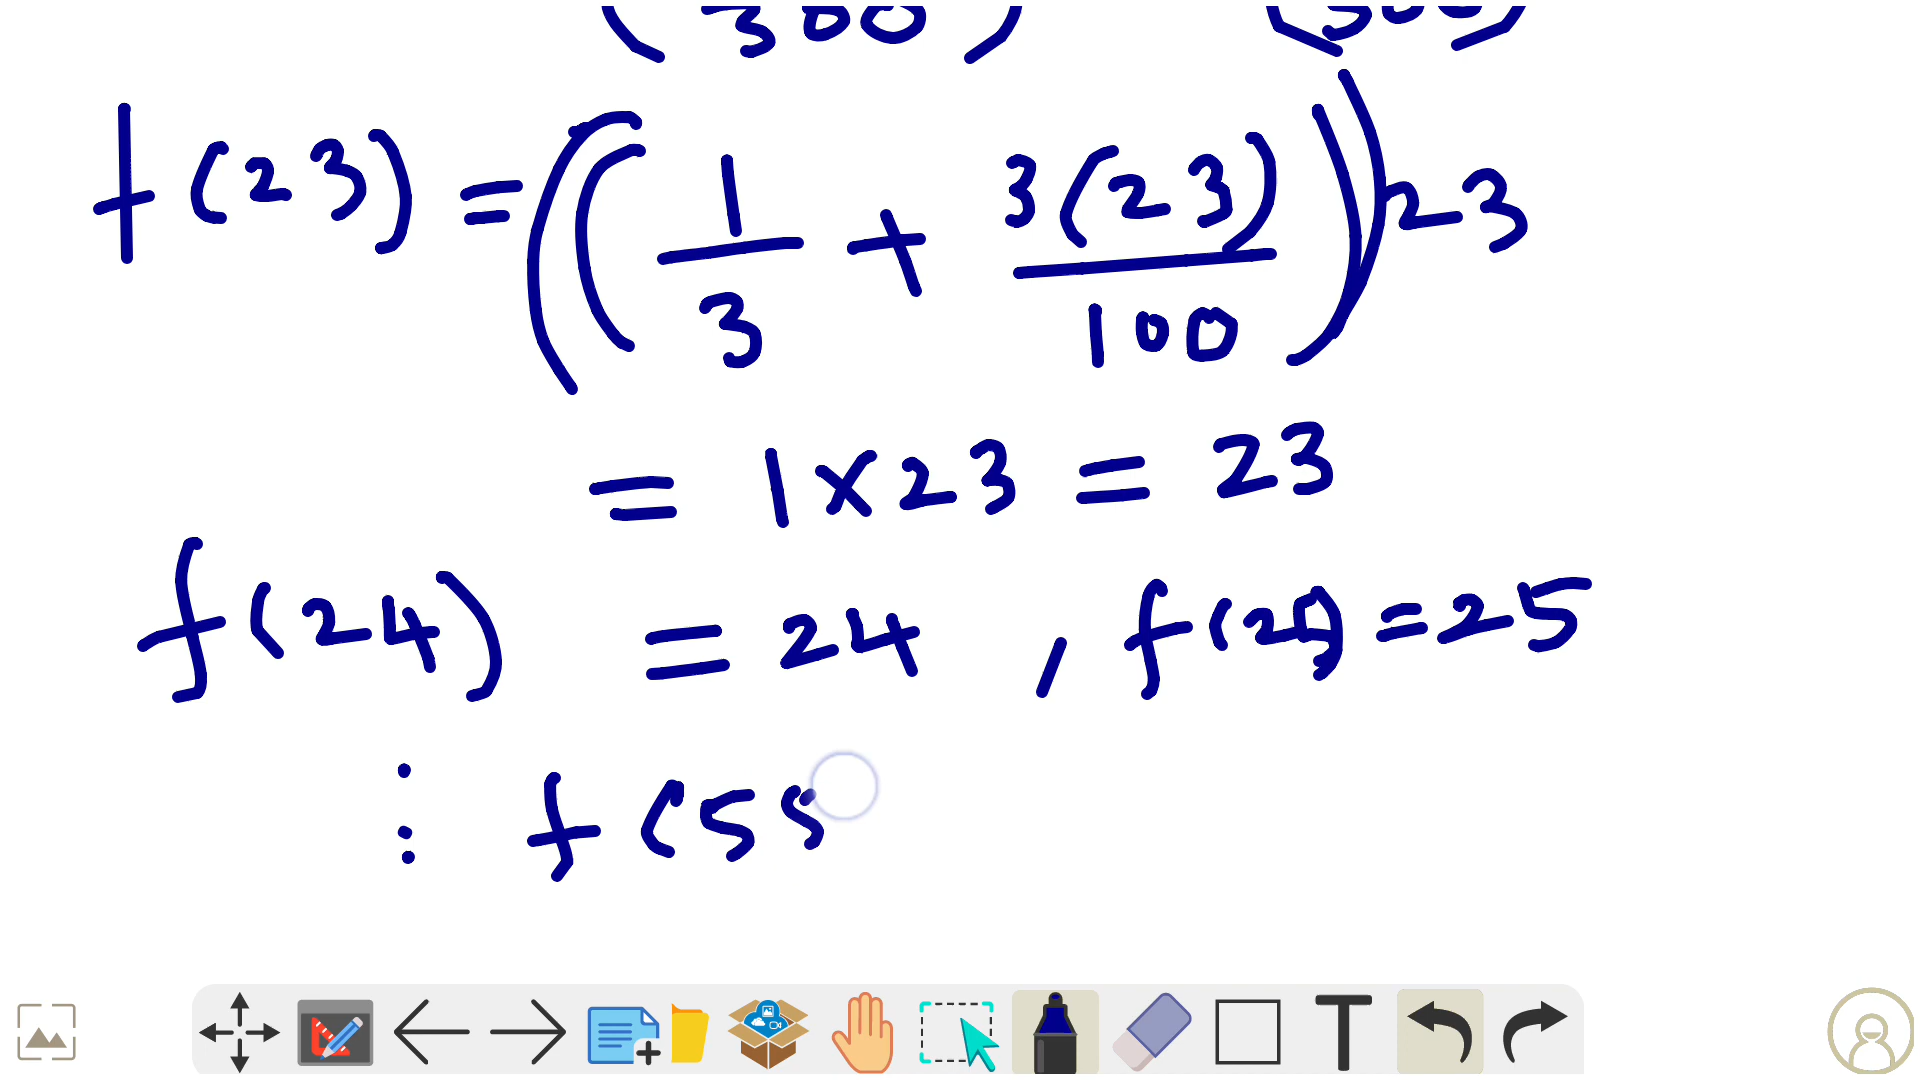 f(23) = ((1/3 + 3(23)/100)) 23
= 1 × 23 = 23
f(24) = 24 , f(25) = 25
⋮ f(55